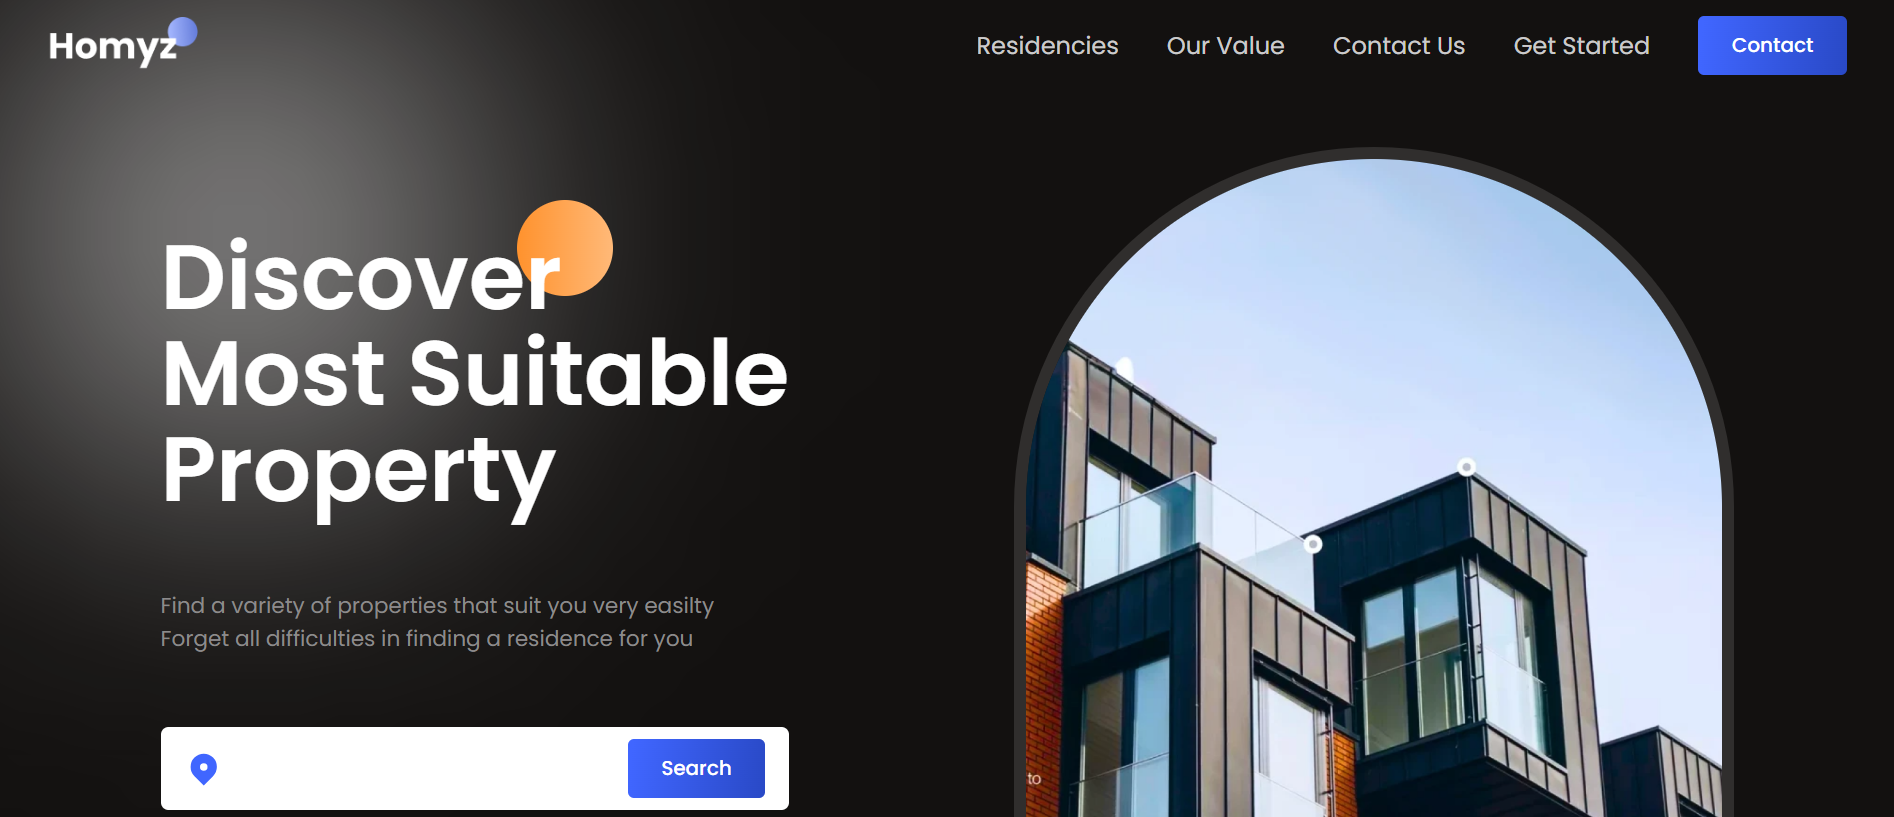 Homyz
Residencies
Our Value
Contact Us
Get Started
Contact
Discover
Most Suitable
Property
Find a variety of properties that suit you very easilty
Forget all difficulties in finding a residence for you
Search
to